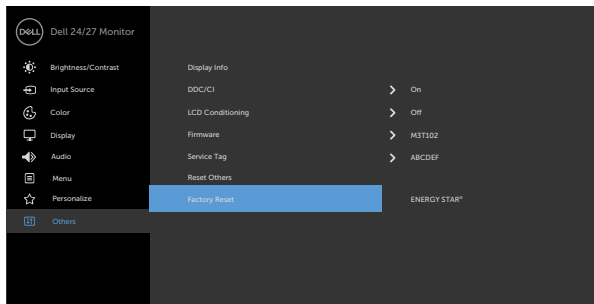 DELL Dell 24/27 Monitor
Brightness/Contrast
Display Info
Input Source
DDC/CI
On
Color
LCD Conditioning
Off
Display
Firmware
M3T102
Audio
Service Tag
ABCDEF
Menu
Reset Others
Personalize
Factory Reset
ENERGY STAR®
Others